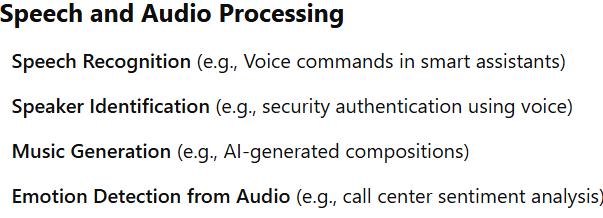 Speech and Audio Processing
Speech Recognition (e.g., Voice commands in smart assistants)
Speaker Identification (e.g., security authentication using voice)
Music Generation (e.g., AI-generated compositions)
Emotion Detection from Audio (e.g., call center sentiment analysis)